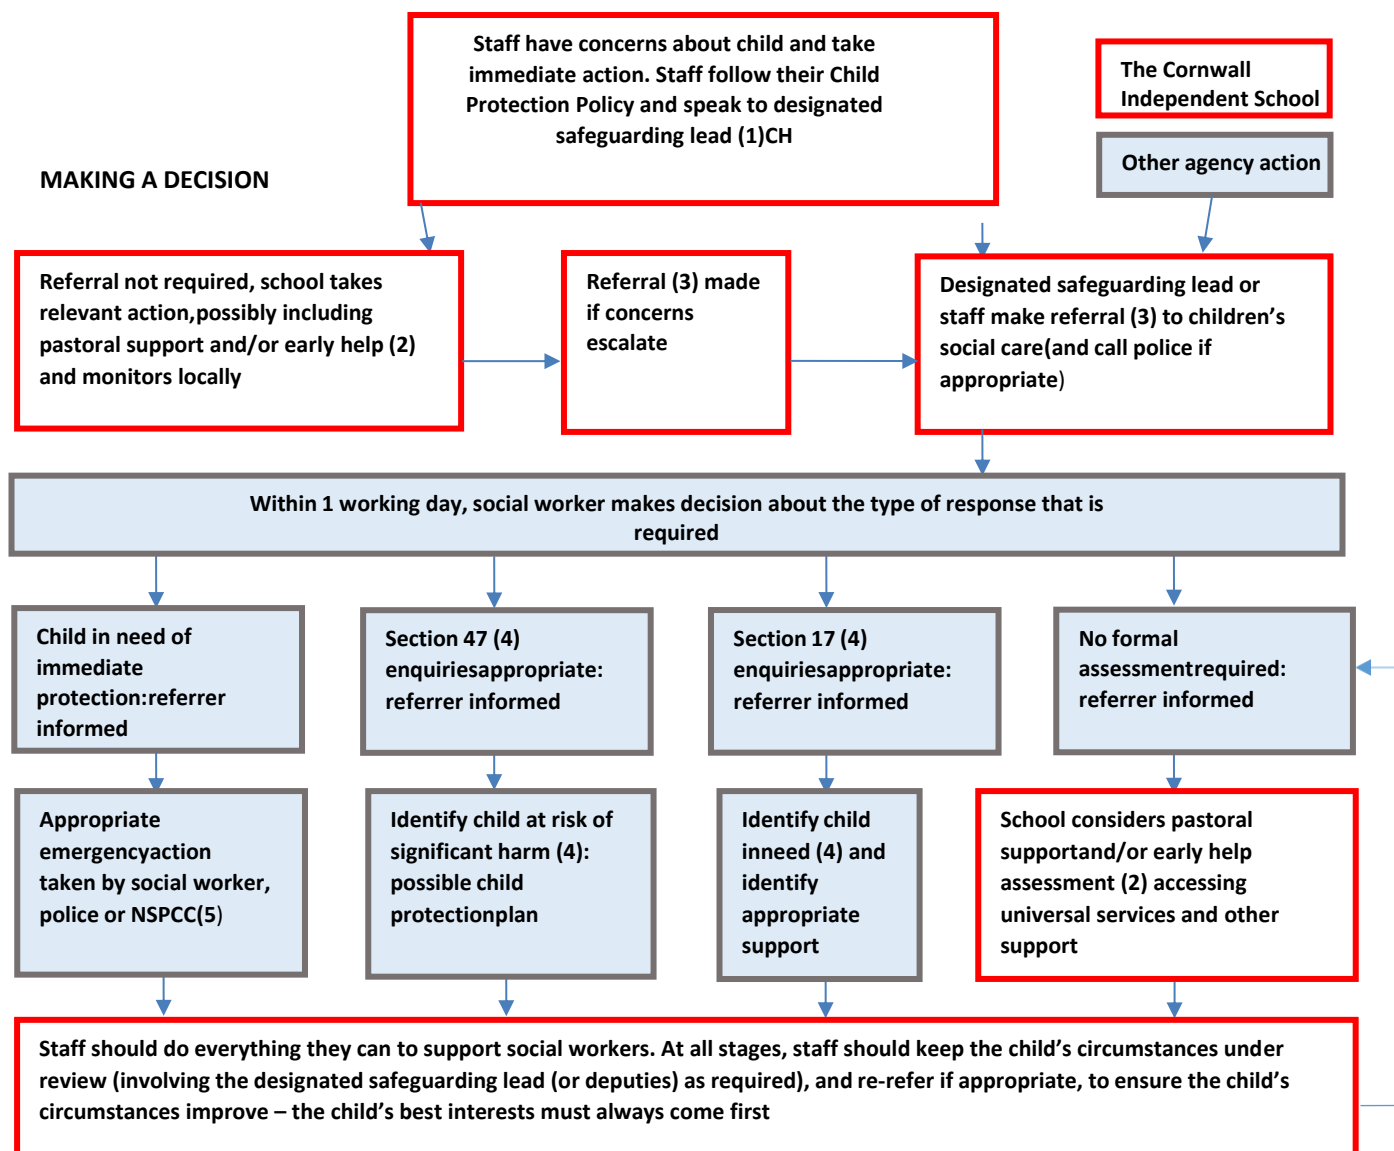 Staff have concerns about child and take
immediate action. Staff follow their Child
Protection Policy and speak to designated
safeguarding lead (1)CH
The Cornwall
Independent School
Other agency action
MAKING A DECISION
Referral not required, school takes
relevant action,possibly including
pastoral support and/or early help (2)
and monitors locally
Referral (3) made
if concerns
escalate
Designated safeguarding lead or
staff make referral (3) to children’s
social care(and call police if
appropriate)
Within 1 working day, social worker makes decision about the type of response that is
required
Child in need of
immediate
protection:referrer
informed
Section 47 (4)
enquiriesappropriate:
referrer informed
Section 17 (4)
enquiriesappropriate:
referrer informed
No formal
assessmentrequired:
referrer informed
Appropriate
emergencyaction
taken by social worker,
police or NSPCC(5)
Identify child at risk of
significant harm (4):
possible child
protectionplan
Identify child
inneed (4) and
identify
appropriate
support
School considers pastoral
supportand/or early help
assessment (2) accessing
universal services and other
support
Staff should do everything they can to support social workers. At all stages, staff should keep the child’s circumstances under
review (involving the designated safeguarding lead (or deputies) as required), and re-refer if appropriate, to ensure the child’s
circumstances improve – the child’s best interests must always come first